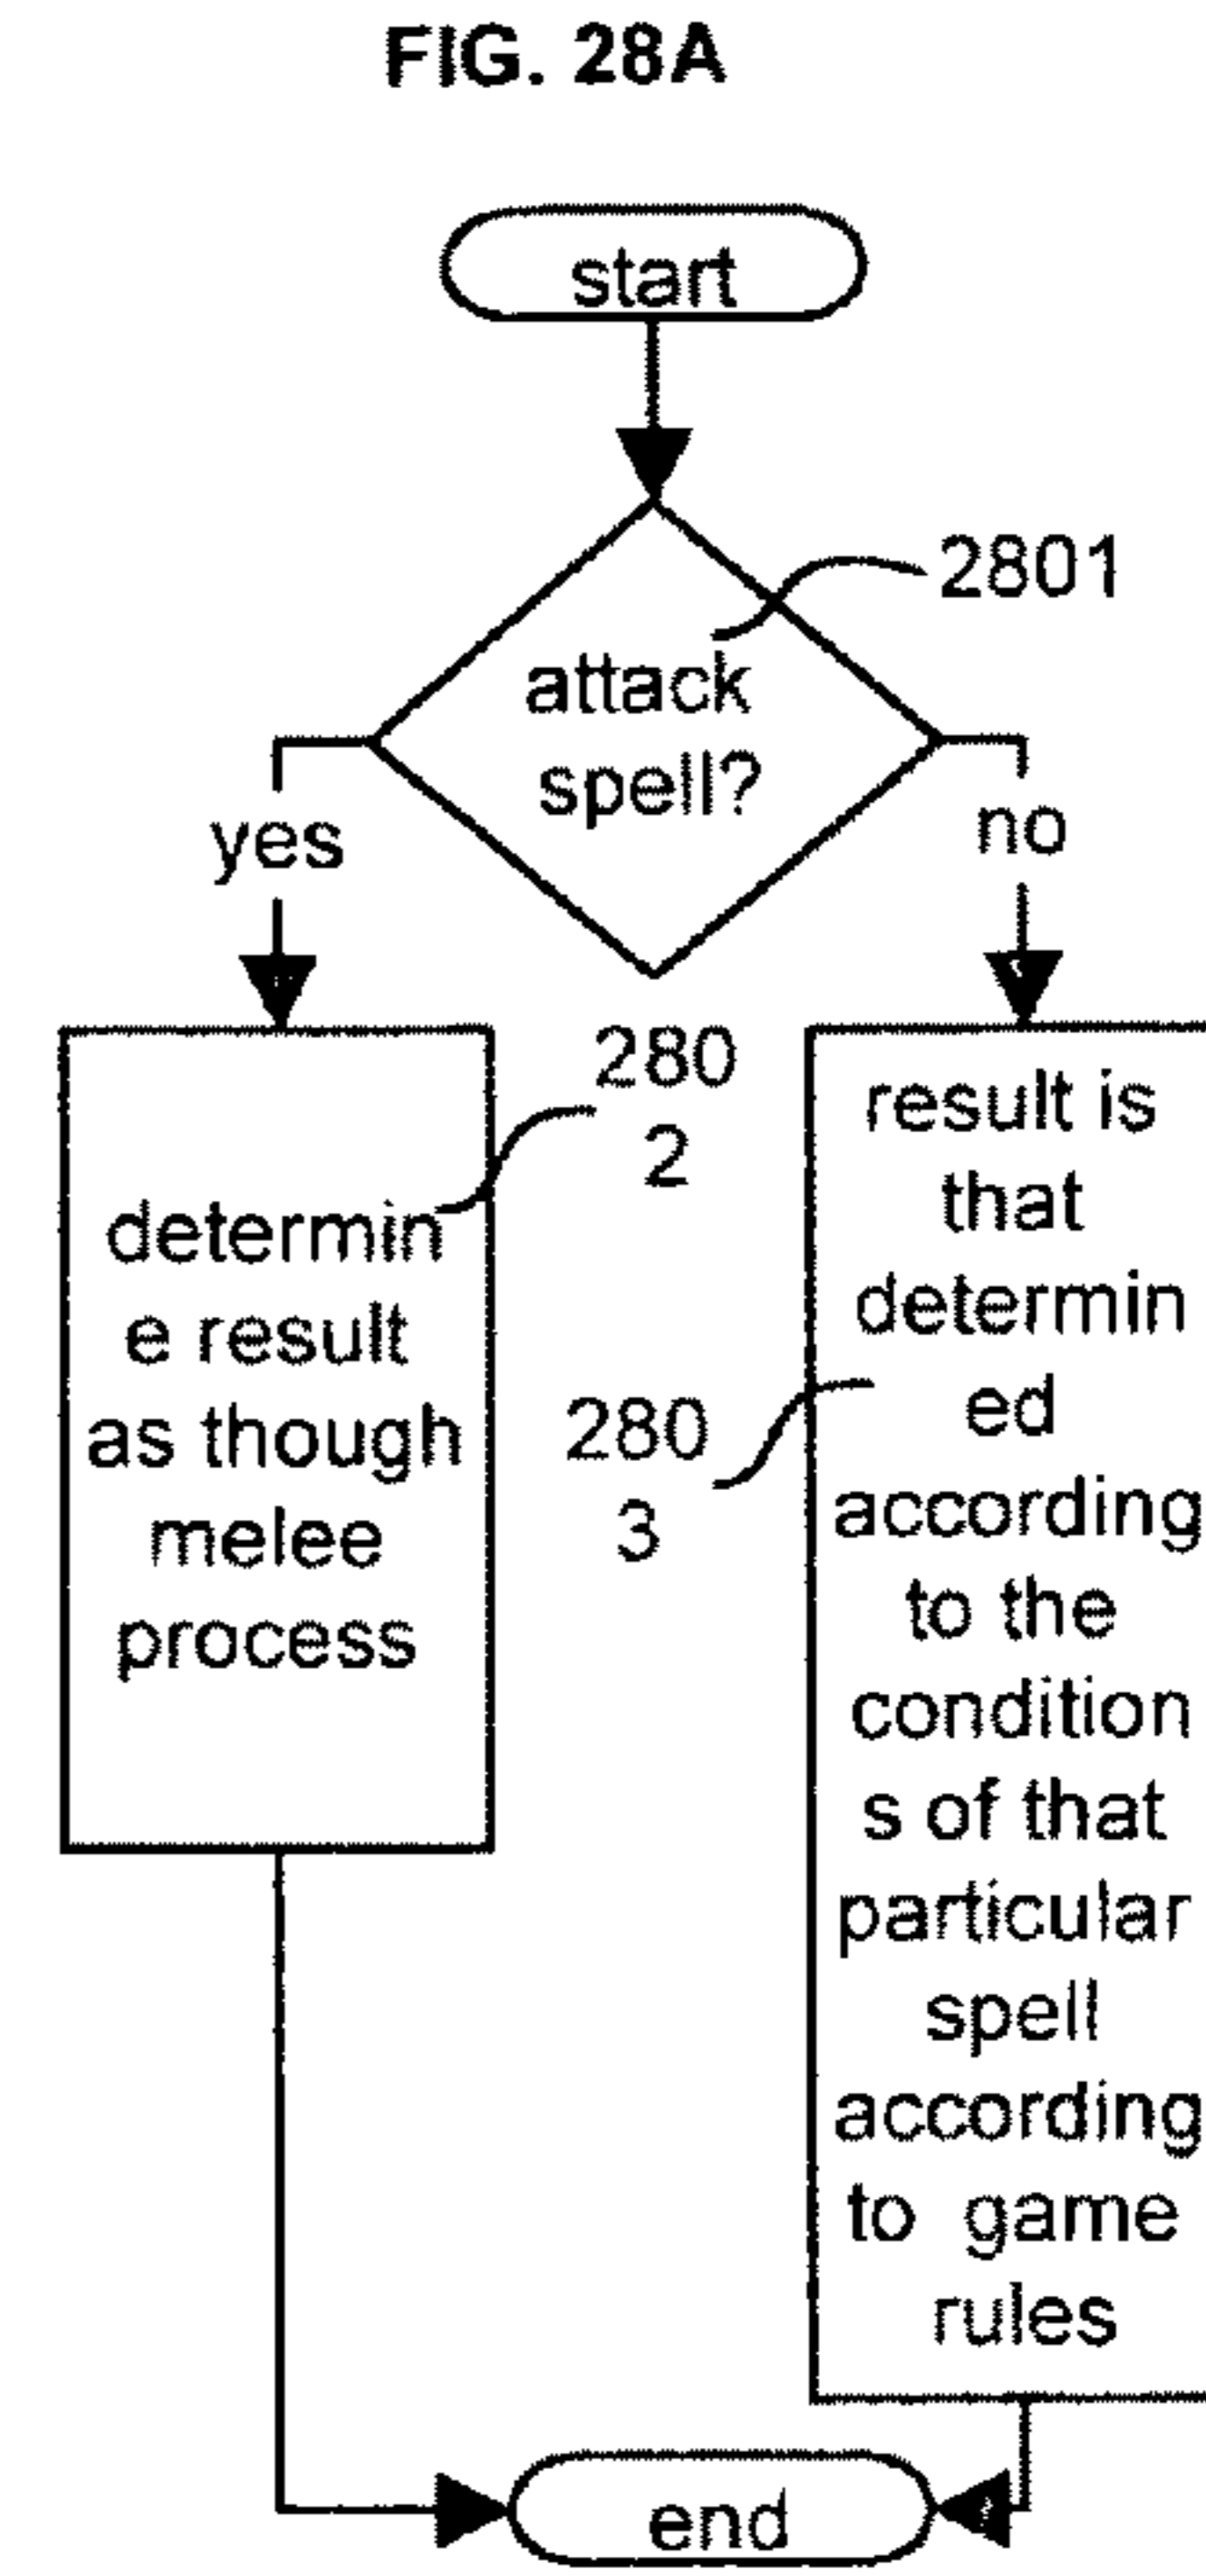 FIG. 28A
start
2801
attack
spell?
yes
no
280
2
determin
e result
as though
melee
process
280
3
result is
that
determin
ed
according
to the
condition
s of that
particular
spell
according
to game
rules
end